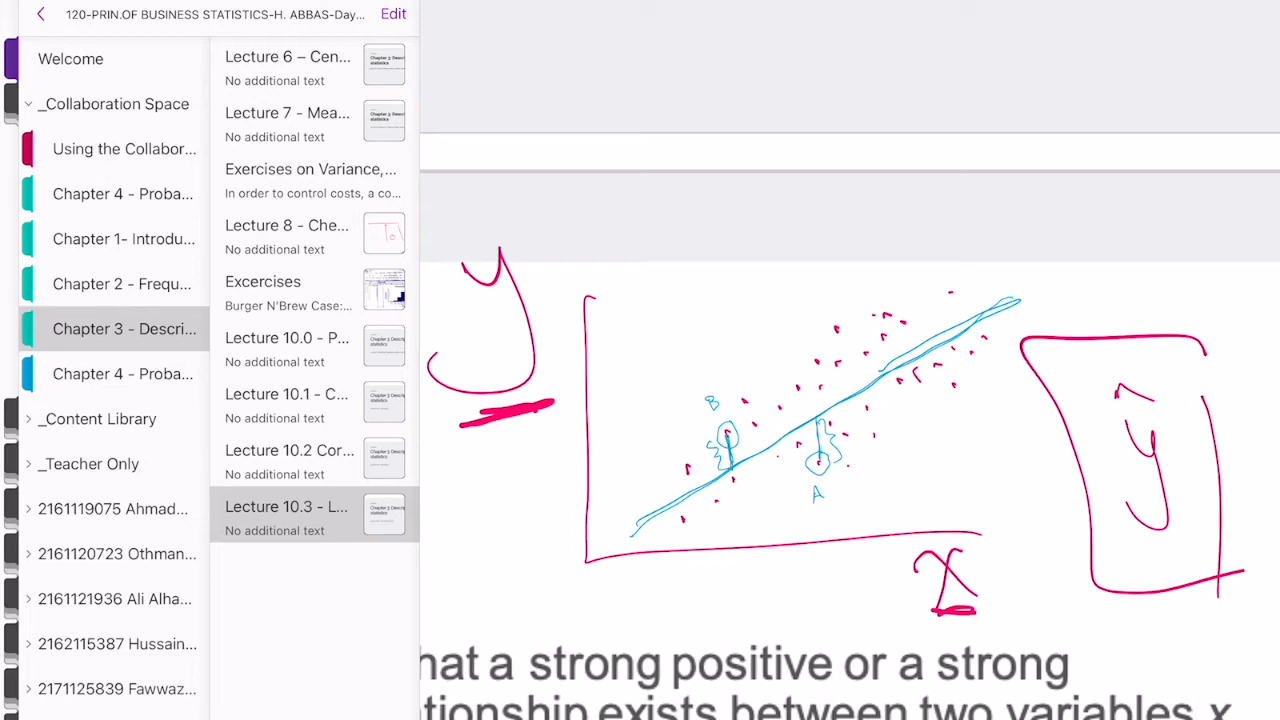 120-PRIN.OF BUSINESS STATISTICS-H. ABBAS-Day...
Edit
Welcome
_Collaboration Space
Using the Collabor...
Chapter 4 - Proba...
Chapter 1- Introdu...
Chapter 2 - Frequ...
Chapter 3 - Descri...
Chapter 4 - Proba...
_Content Library
_Teacher Only
2161119075 Ahmad...
2161120723 Othman...
2161121936 Ali Alha...
2162115387 Hussain...
2171125839 Fawwaz...
Lecture 6 – Cen...
No additional text
Lecture 7 - Mea...
No additional text
Exercises on Variance,...
In order to control costs, a co...
Lecture 8 - Che...
No additional text
Excercises
Burger N'Brew Case:...
Lecture 10.0 - P...
No additional text
Lecture 10.1 - C...
No additional text
Lecture 10.2 Cor...
No additional text
Lecture 10.3 - L...
No additional text
y
B
A
x
ŷ
hat a strong positive or a strong
tionship exists between two variables x